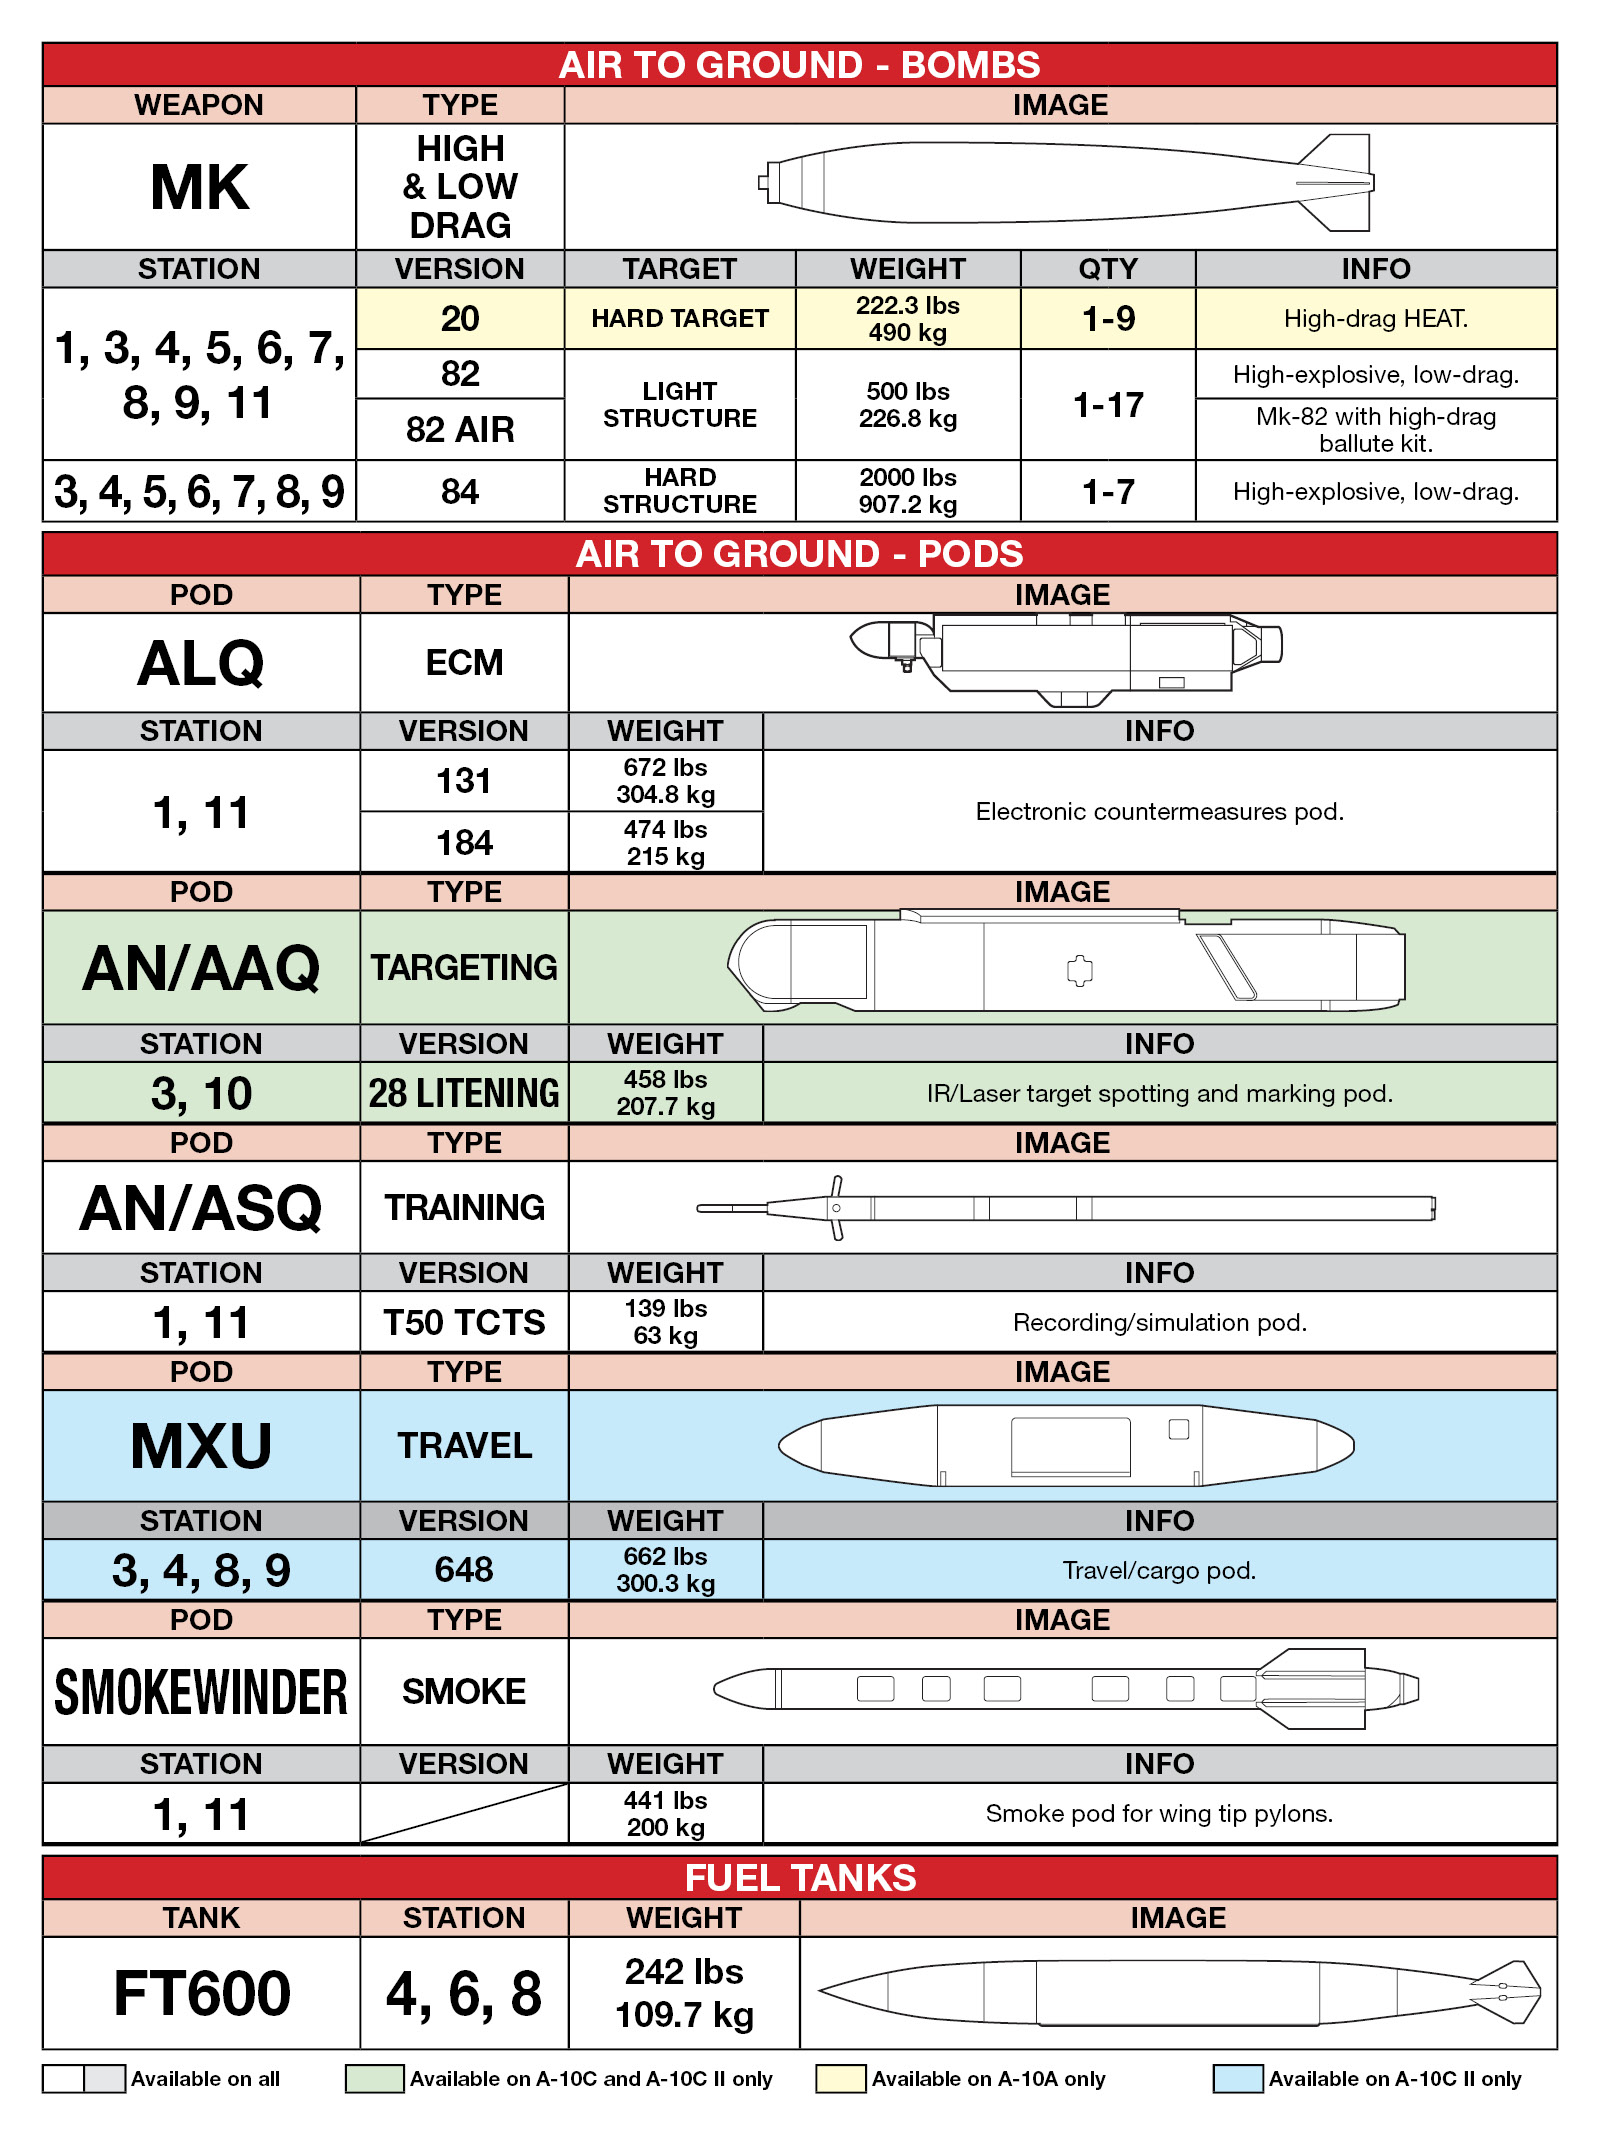 AIR TO GROUND - BOMBS
WEAPON TYPE IMAGE
MK
HIGH
& LOW
DRAG
STATION VERSION TARGET WEIGHT QTY INFO
1, 3, 4, 5, 6, 7,
8, 9, 11
20
HARD TARGET
222.3 lbs
490 kg
1-9
High-drag HEAT.
82
LIGHT
STRUCTURE
500 lbs
226.8 kg
1-17
High-explosive, low-drag.
82 AIR
Mk-82 with high-drag
ballute kit.
3, 4, 5, 6, 7, 8, 9
84
HARD
STRUCTURE
2000 lbs
907.2 kg
1-7
High-explosive, low-drag.
AIR TO GROUND - PODS
POD TYPE IMAGE
ALQ ECM
STATION VERSION WEIGHT INFO
1, 11
131
672 lbs
304.8 kg
Electronic countermeasures pod.
184
474 lbs
215 kg
POD TYPE IMAGE
AN/AAQ TARGETING
STATION VERSION WEIGHT INFO
3, 10
28 LITENING
458 lbs
207.7 kg
IR/Laser target spotting and marking pod.
POD TYPE IMAGE
AN/ASQ TRAINING
STATION VERSION WEIGHT INFO
1, 11
T50 TCTS
139 lbs
63 kg
Recording/simulation pod.
POD TYPE IMAGE
MXU TRAVEL
STATION VERSION WEIGHT INFO
3, 4, 8, 9
648
662 lbs
300.3 kg
Travel/cargo pod.
POD TYPE IMAGE
SMOKEWINDER SMOKE
STATION VERSION WEIGHT INFO
1, 11
441 lbs
200 kg
Smoke pod for wing tip pylons.
FUEL TANKS
TANK STATION WEIGHT IMAGE
FT600
4, 6, 8
242 lbs
109.7 kg
Available on all
Available on A-10C and A-10C II only
Available on A-10A only
Available on A-10C II only